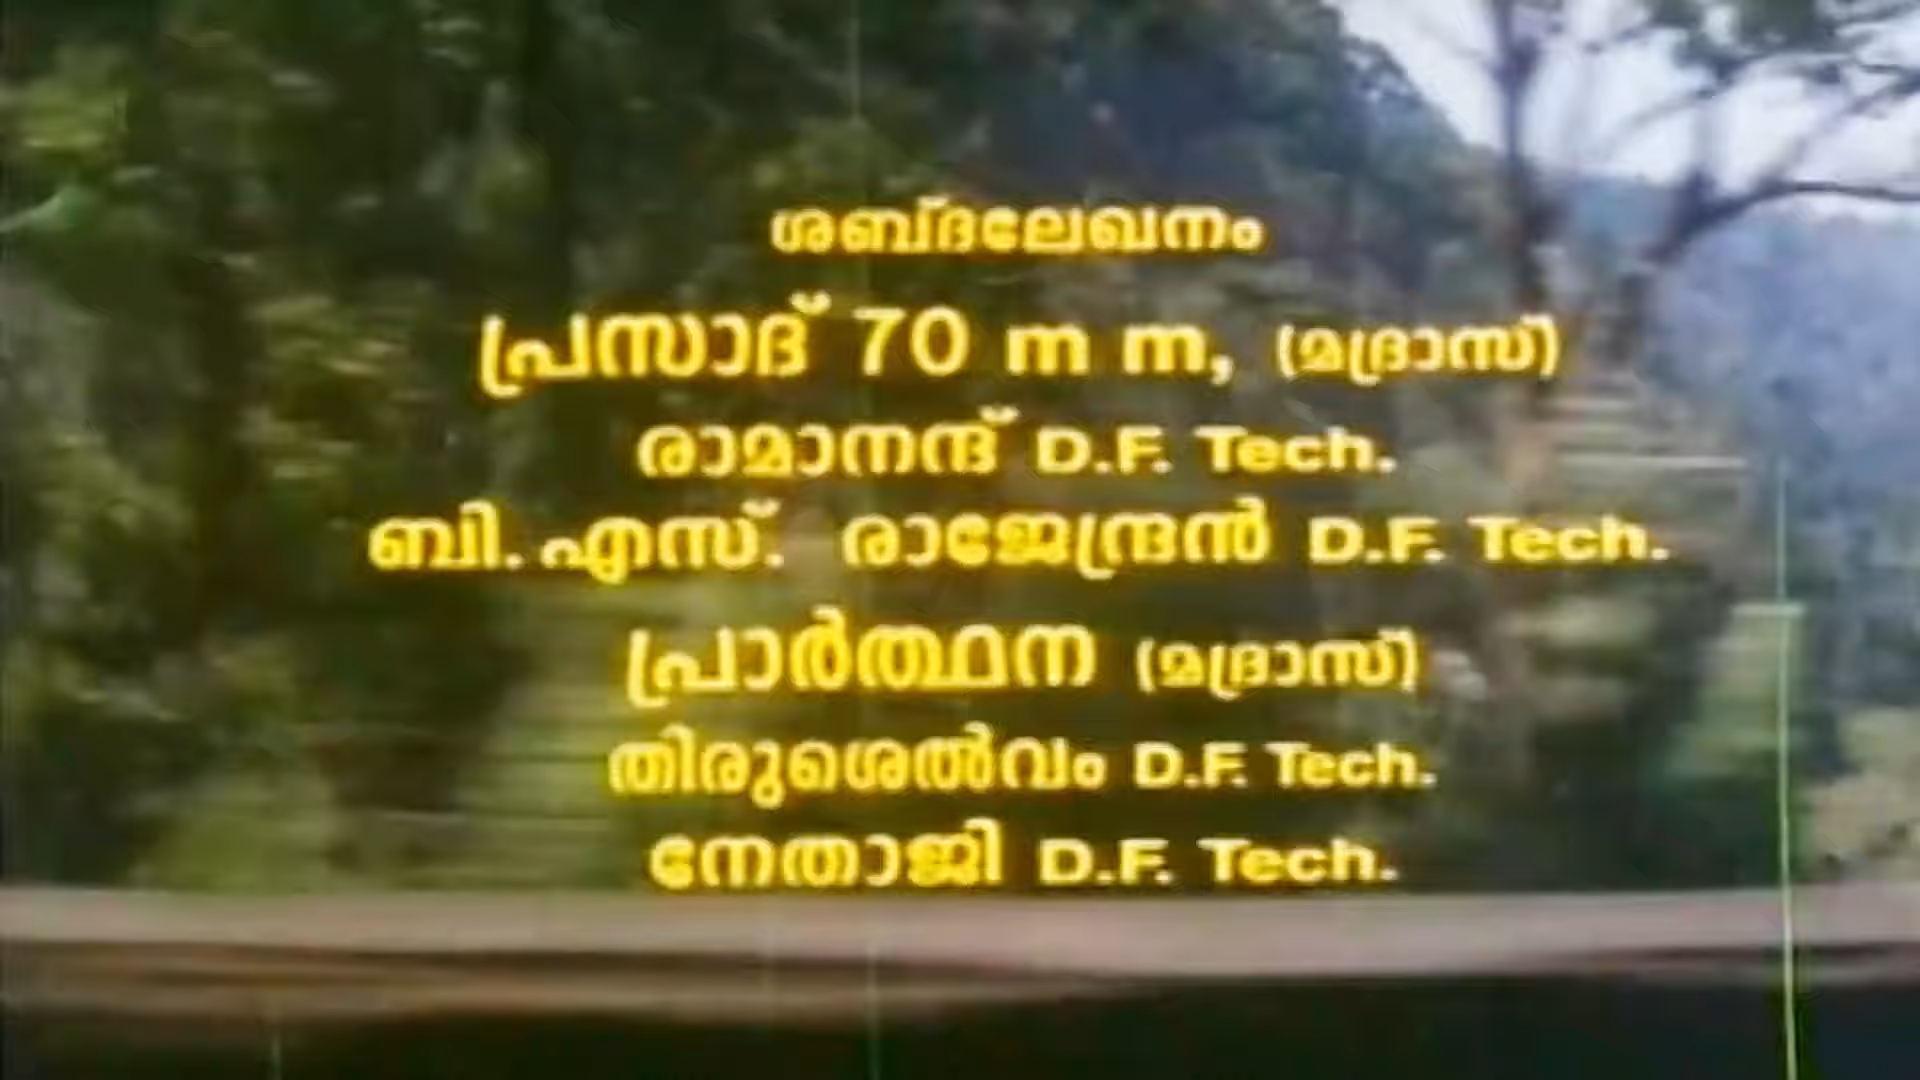 ശബ്ദലേഖനം
പ്രസാദ് 70 m m, (മദ്രാസ്)
രാമാനന്ദ് D.F. Tech.
ബി. എസ്. രാജേന്ദ്രൻ D.F. Tech.
പ്രാർത്ഥന (മദ്രാസ്)
തിരുശെൽവം D.F. Tech.
നേതാജി D.F. Tech.